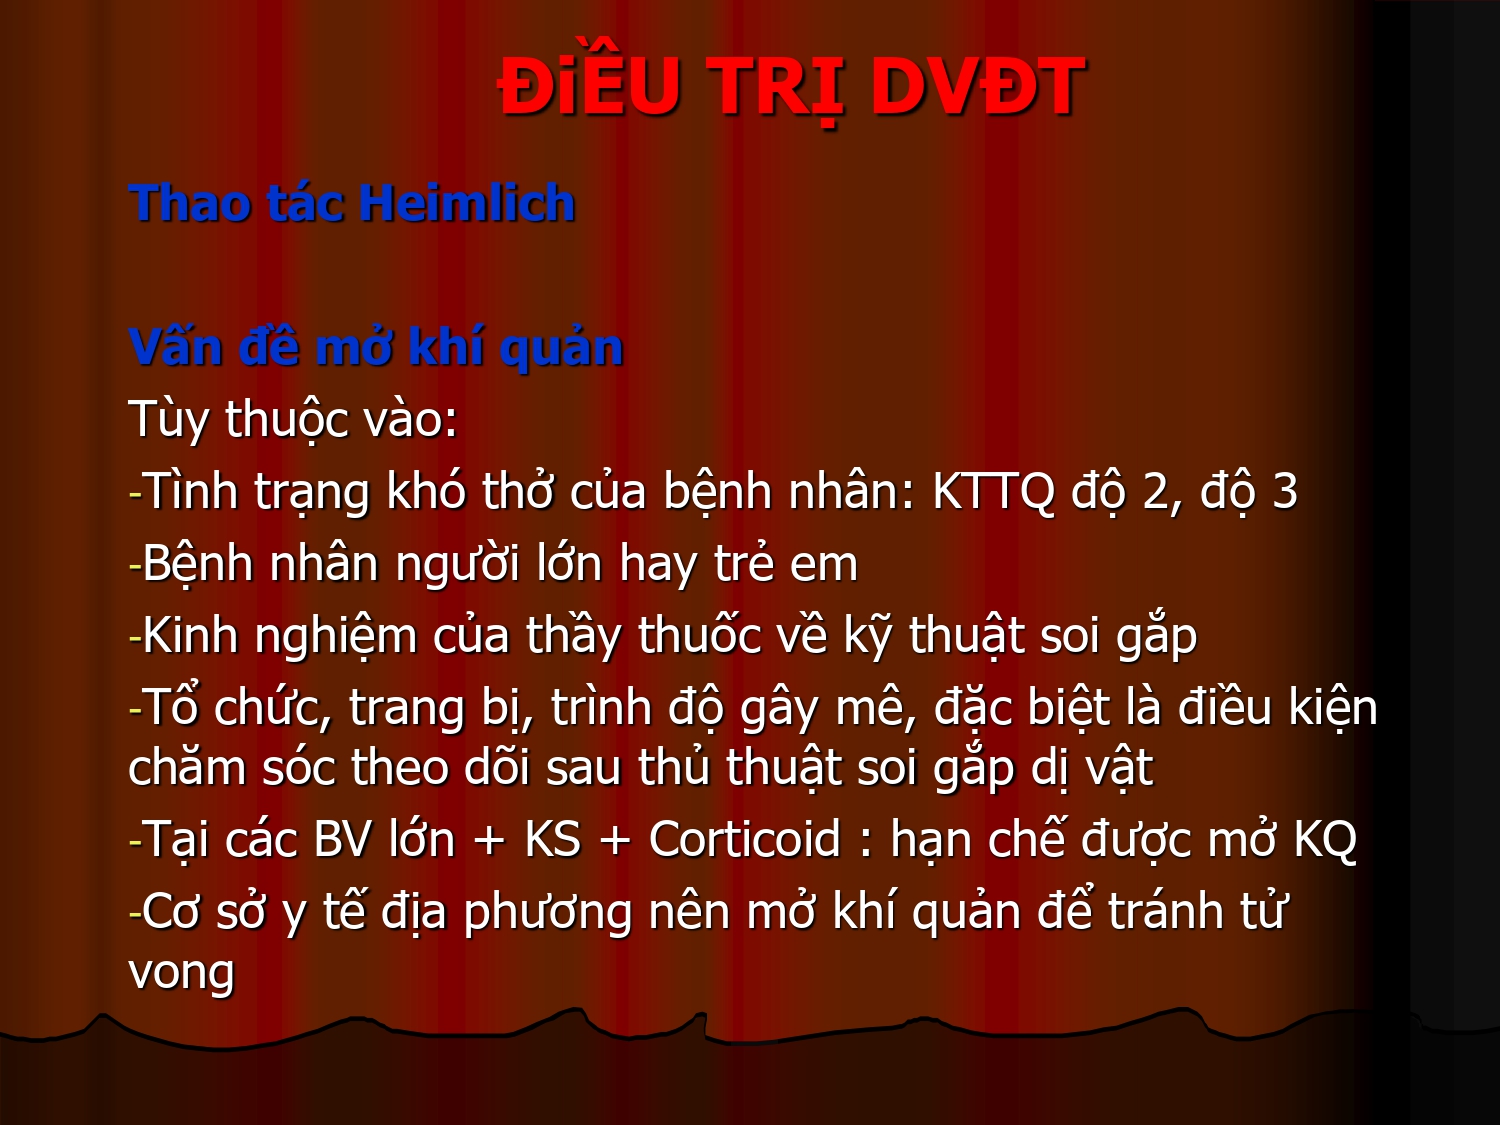 ĐiỀU TRỊ DVĐT
Thao tác Heimlich
Vấn đề mở khí quản
Tùy thuộc vào:
-Tình trạng khó thở của bệnh nhân: KTTQ độ 2, độ 3
-Bệnh nhân người lớn hay trẻ em
-Kinh nghiệm của thầy thuốc về kỹ thuật soi gắp
-Tổ chức, trang bị, trình độ gây mê, đặc biệt là điều kiện
chăm sóc theo dõi sau thủ thuật soi gắp dị vật
-Tại các BV lớn + KS + Corticoid : hạn chế được mở KQ
-Cơ sở y tế địa phương nên mở khí quản để tránh tử
vong